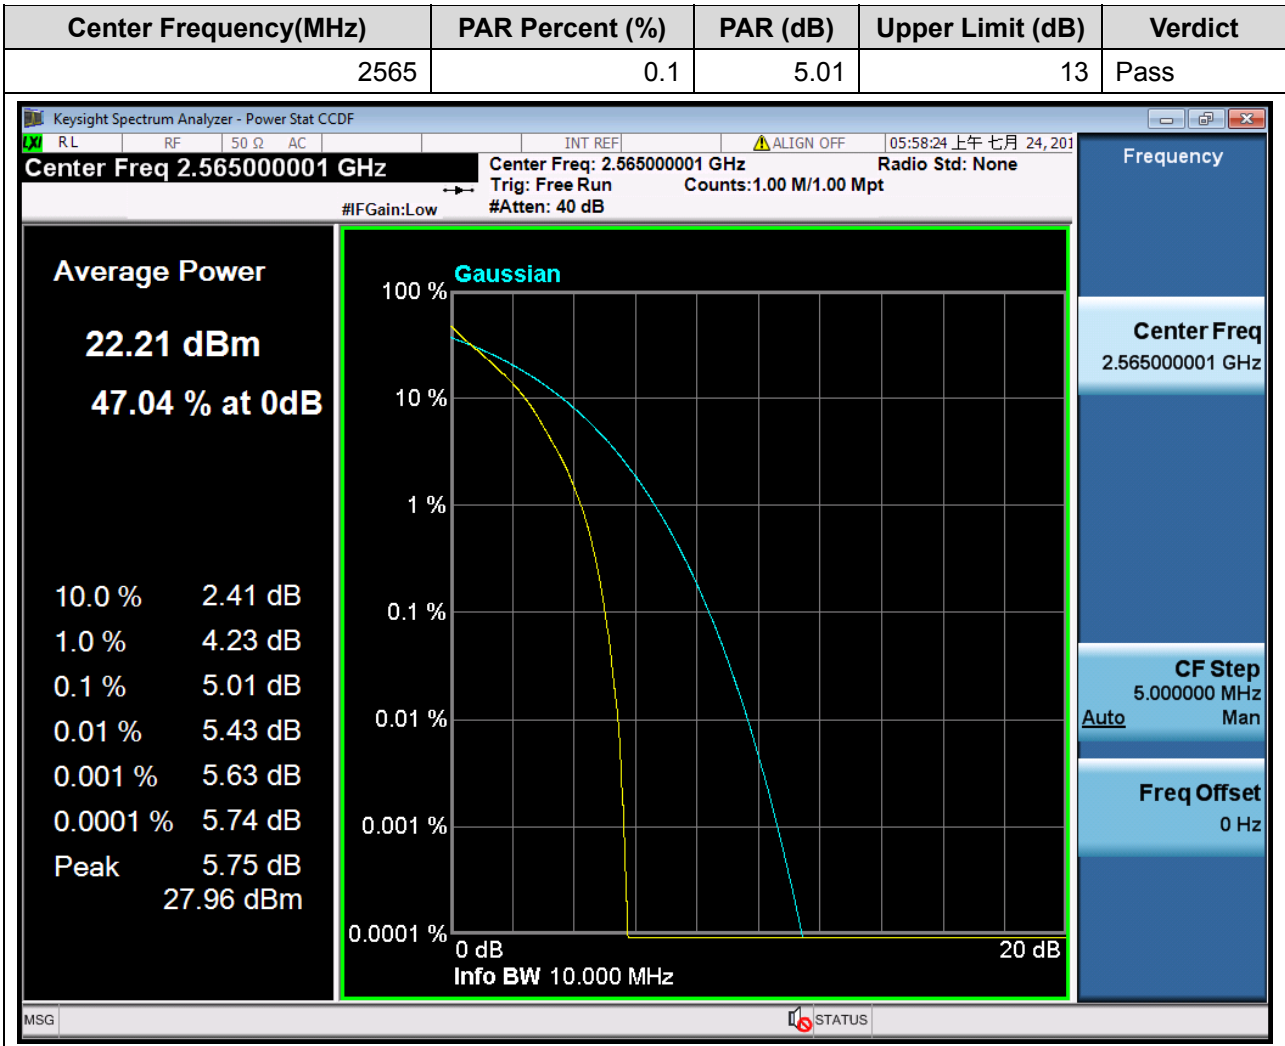 Center Frequency(MHz) PAR Percent (%) PAR (dB) Upper Limit (dB) Verdict
2565 0.1 5.01 13 Pass
Keysight Spectrum Analyzer - Power Stat CCDF
LXI RL RF 50 Ω AC INT REF ALIGN OFF 05:58:24 上午 七月 24, 201
Center Freq 2.565000001 GHz
Center Freq: 2.565000001 GHz Radio Std: None
Trig: Free Run Counts:1.00 M/1.00 Mpt
#IFGain:Low #Atten: 40 dB
Average Power
22.21 dBm
47.04 % at 0dB
10.0 % 2.41 dB
1.0 % 4.23 dB
0.1 % 5.01 dB
0.01 % 5.43 dB
0.001 % 5.63 dB
0.0001 % 5.74 dB
Peak 5.75 dB
27.96 dBm
Gaussian
100 %
10 %
1 %
0.1 %
0.01 %
0.001 %
0.0001 %
0 dB 20 dB
Info BW 10.000 MHz
Frequency
Center Freq
2.565000001 GHz
CF Step
5.000000 MHz
Auto Man
Freq Offset
0 Hz
MSG STATUS